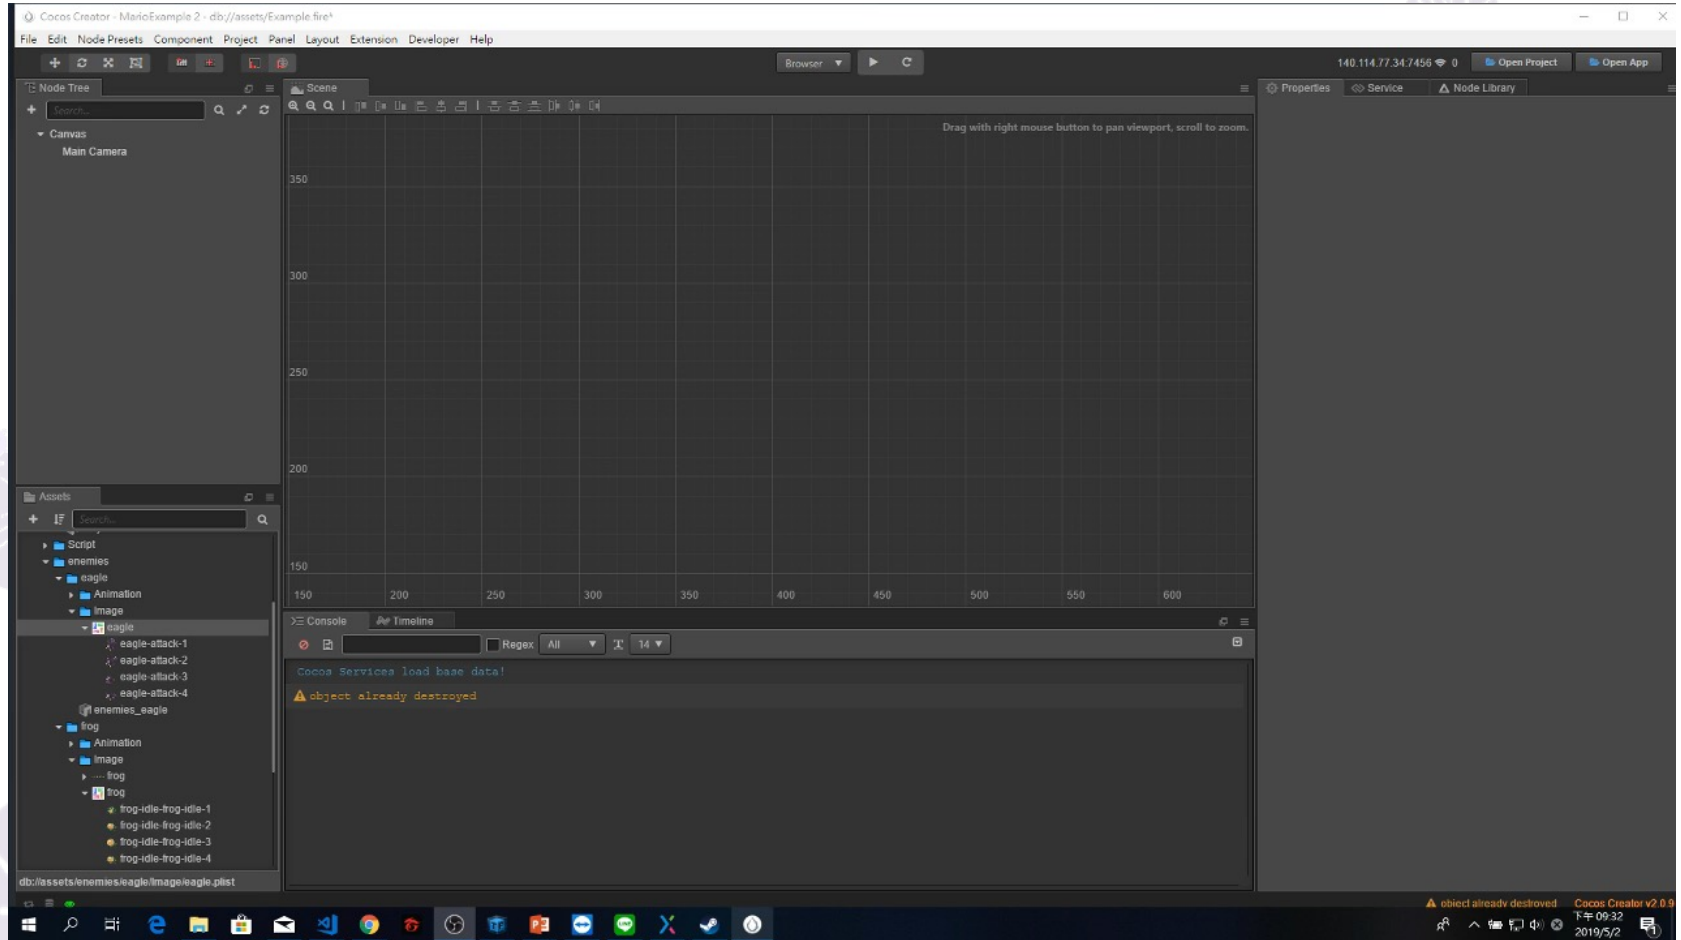 Cocos Creator - MarioExample 2 - db://assets/Example.fire*
File Edit Node Presets Component Project Panel Layout Extension Developer Help
Browser
140.114.77.34:7456 0 Open Project Open App
Node Tree
Search...
Canvas
Main Camera
Scene
Drag with right mouse button to pan viewport, scroll to zoom.
350
300
250
200
150
150 200 250 300 350 400 450 500 550 600
Properties Service Node Library
Assets
Search...
Script
enemies
eagle
Animation
Image
eagle
eagle-attack-1
eagle-attack-2
eagle-attack-3
eagle-attack-4
enemies_eagle
frog
Animation
Image
frog
frog
frog-idle-frog-idle-1
frog-idle-frog-idle-2
frog-idle-frog-idle-3
frog-idle-frog-idle-4
db://assets/enemies/eagle/Image/eagle.plist
Console Timeline
Regex All 14
Cocos Services load base data!
object already destroyed
object already destroyed Cocos Creator v2.0.9
下午 09:32
2019/5/2